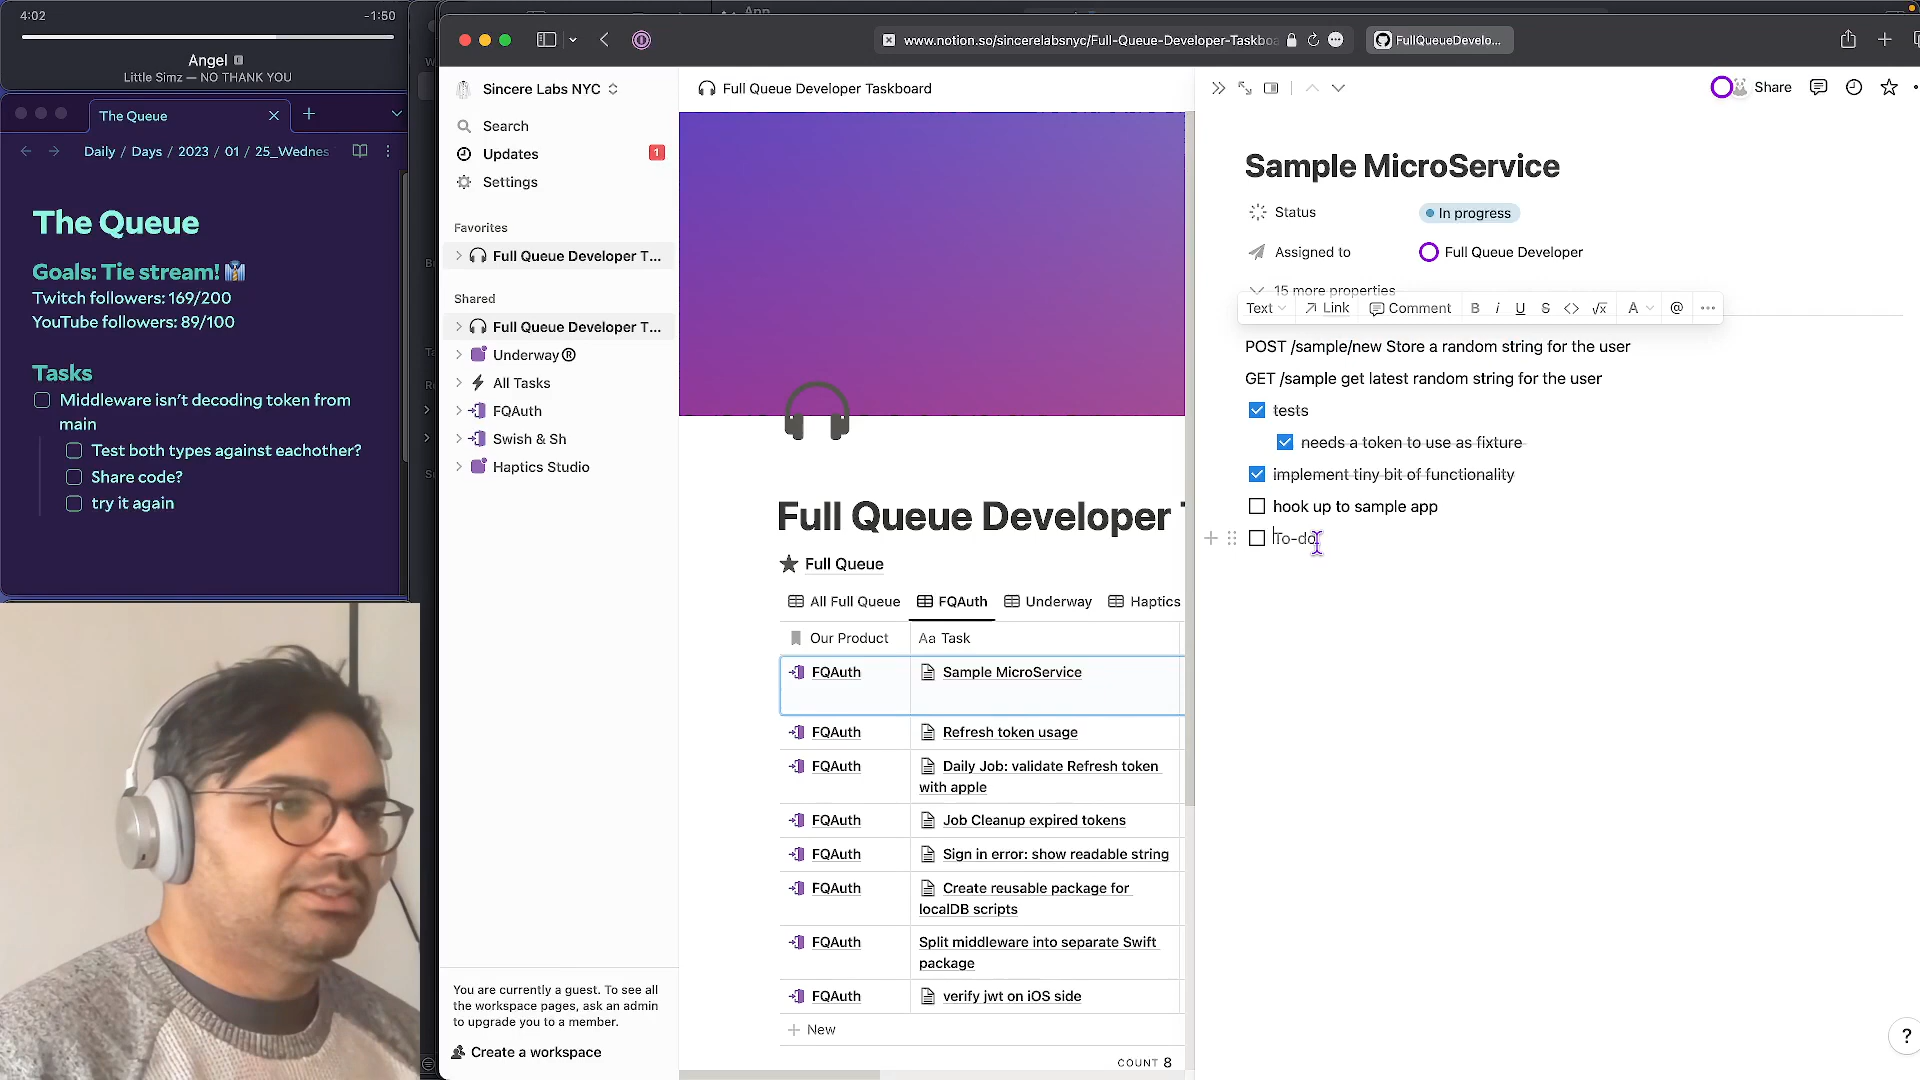 4:02
-1:50
Angel E
Little Simz — NO THANK YOU
The Queue
Daily / Days / 2023 / 01 / 25_Wednes
The Queue
Goals: Tie stream! 👔
Twitch followers: 169/200
YouTube followers: 89/100
Tasks
Middleware isn't decoding token from
main
Test both types against eachother?
Share code?
try it again
www.notion.so/sincerelabsnyc/Full-Queue-Developer-Taskboa
FullQueueDevelo...
Sincere Labs NYC
Search
Updates
1
Settings
Favorites
Full Queue Developer T...
Shared
Full Queue Developer T...
Underway®
All Tasks
FQAuth
Swish & Sh
Haptics Studio
You are currently a guest. To see all
the workspace pages, ask an admin
to upgrade you to a member.
Create a workspace
Full Queue Developer Taskboard
Full Queue Developer
Full Queue
All Full Queue
FQAuth
Underway
Haptics
Our Product
Aa Task
FQAuth
Sample MicroService
FQAuth
Refresh token usage
FQAuth
Daily Job: validate Refresh token
with apple
FQAuth
Job Cleanup expired tokens
FQAuth
Sign in error: show readable string
FQAuth
Create reusable package for
localDB scripts
FQAuth
Split middleware into separate Swift
package
FQAuth
verify jwt on iOS side
New
COUNT 8
Share
Sample MicroService
Status
In progress
Assigned to
Full Queue Developer
15 more properties
Text
Link
Comment
B
i
U
S
<>
√x
A
@
POST /sample/new Store a random string for the user
GET /sample get latest random string for the user
tests
needs a token to use as fixture
implement tiny bit of functionality
hook up to sample app
To-do
?